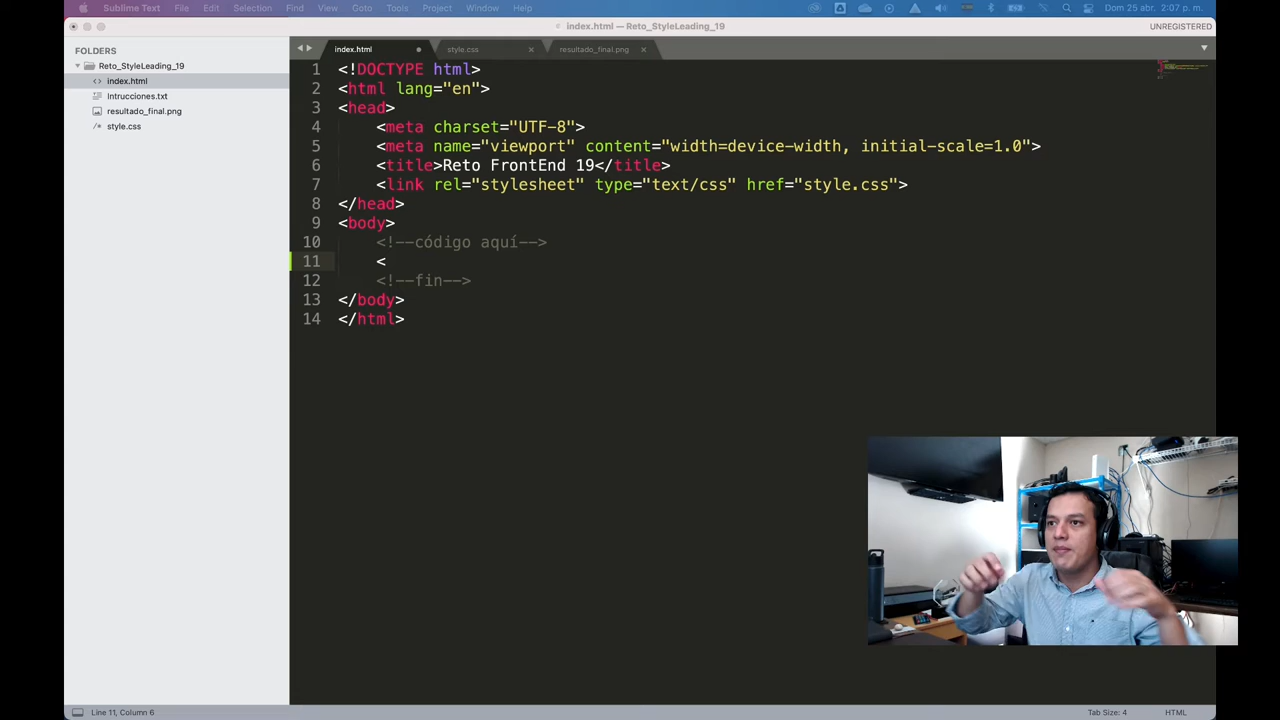 Sublime Text File Edit Selection Find View Goto Tools Project Window Help Dom 25 abr. 2:07 p. m.
index.html — Reto_StyleLeading_19 UNREGISTERED
FOLDERS
Reto_StyleLeading_19
index.html
Intrucciones.txt
resultado_final.png
style.css
index.html style.css resultado_final.png
1 <!DOCTYPE html>
2 <html lang="en">
3 <head>
4 <meta charset="UTF-8">
5 <meta name="viewport" content="width=device-width, initial-scale=1.0">
6 <title>Reto FrontEnd 19</title>
7 <link rel="stylesheet" type="text/css" href="style.css">
8 </head>
9 <body>
10 <!--código aquí-->
11 <
12 <!--fin-->
13 </body>
14 </html>
Line 11, Column 6 Tab Size: 4 HTML